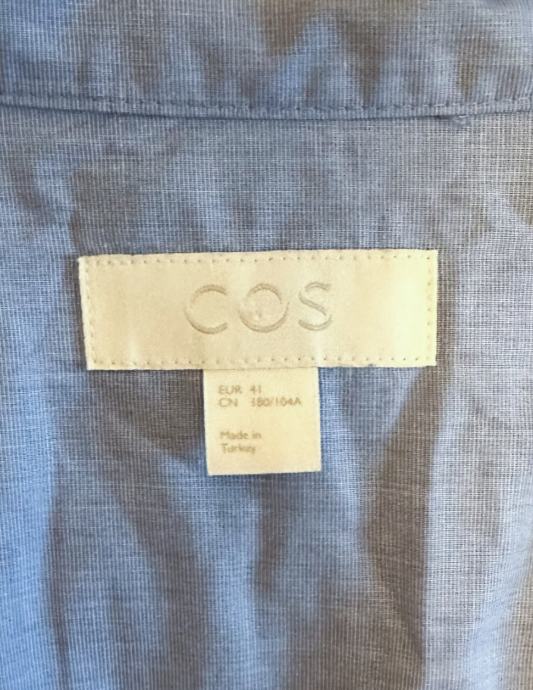 COS
EUR 41
CN 180/104A
Made in
Turkey